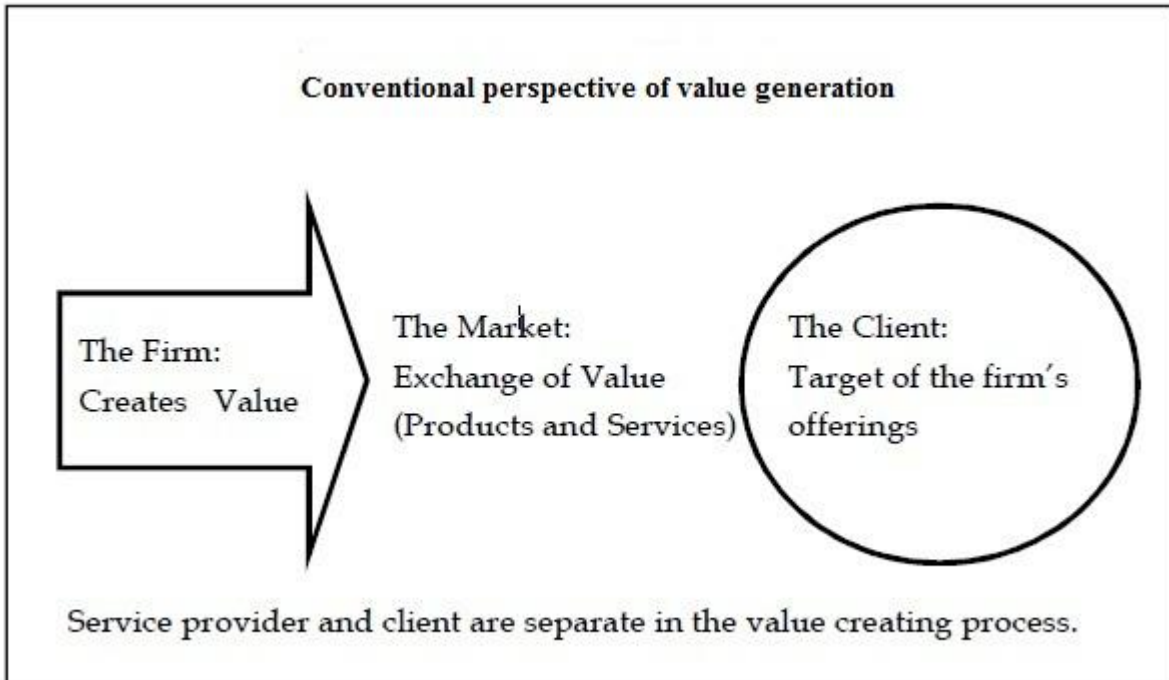 Conventional perspective of value generation
The Firm:
Creates Value
The Market:
Exchange of Value
(Products and Services)
The Client:
Target of the firm's
offerings
Service provider and client are separate in the value creating process.